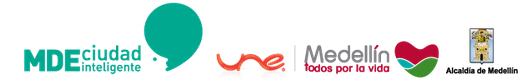 MDE ciudad
inteligente
une
Medellín
todos por la vida
Alcaldía de Medellín